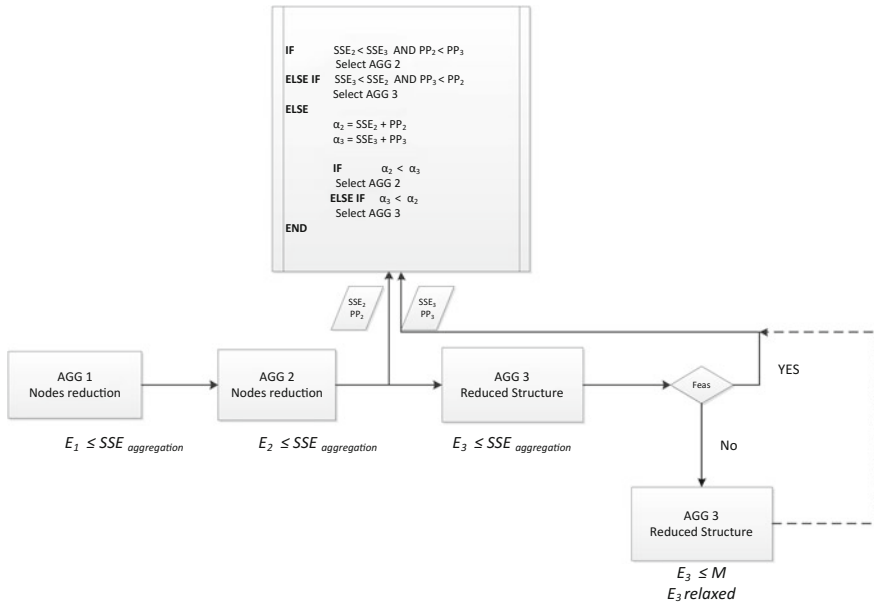 IF SSE₂ < SSE₃ AND PP₂ < PP₃
Select AGG 2
ELSE IF SSE₃ < SSE₂ AND PP₃ < PP₂
Select AGG 3
ELSE
α₂ = SSE₂ + PP₂
α₃ = SSE₃ + PP₃
IF α₂ < α₃
Select AGG 2
ELSE IF α₃ < α₂
Select AGG 3
END
SSE₂
PP₂
SSE₃
PP₃
AGG 1
Nodes reduction
AGG 2
Nodes reduction
AGG 3
Reduced Structure
Feas
YES
E₁ ≤ SSE aggregation
E₂ ≤ SSE aggregation
E₃ ≤ SSE aggregation
No
AGG 3
Reduced Structure
E₃ ≤ M
E₃ relaxed